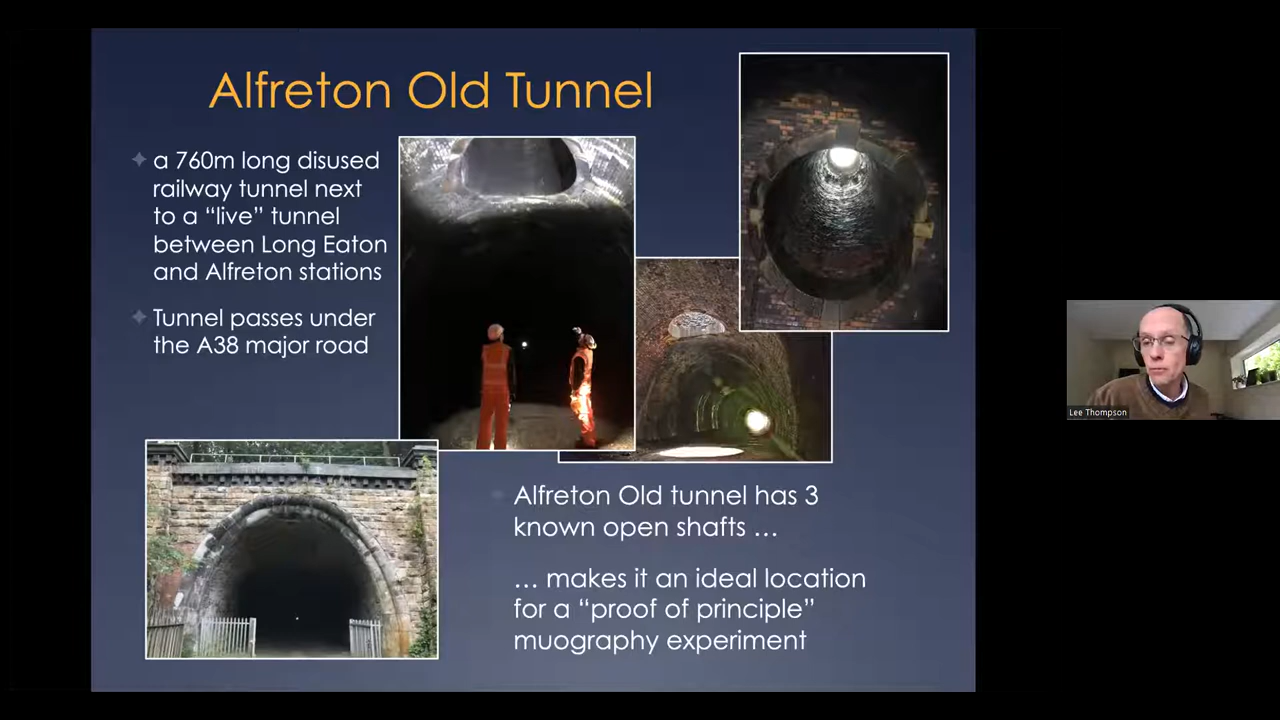 Alfreton Old Tunnel
a 760m long disused
railway tunnel next
to a “live” tunnel
between Long Eaton
and Alfreton stations
Tunnel passes under
the A38 major road
Alfreton Old tunnel has 3
known open shafts …
… makes it an ideal location
for a “proof of principle”
muography experiment
Lee Thompson